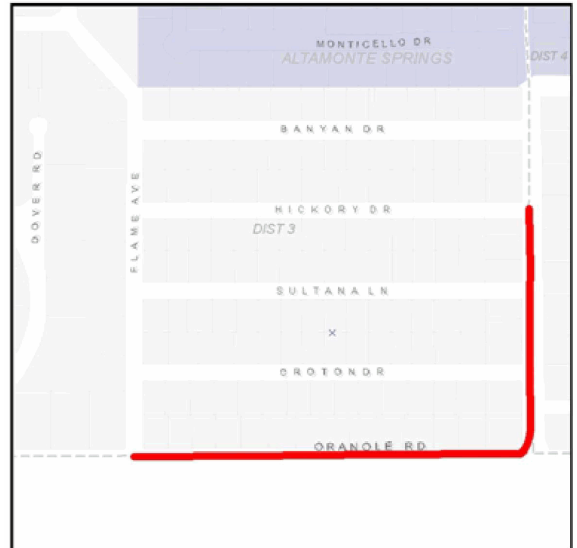 MONTICELLO DR
ALTAMONTE SPRINGS
DIST 4
BANYAN DR
DOVER RD
FLAME AVE
HICKORY DR
DIST 3
SULTANA LN
CROTON DR
ORANOLE RD